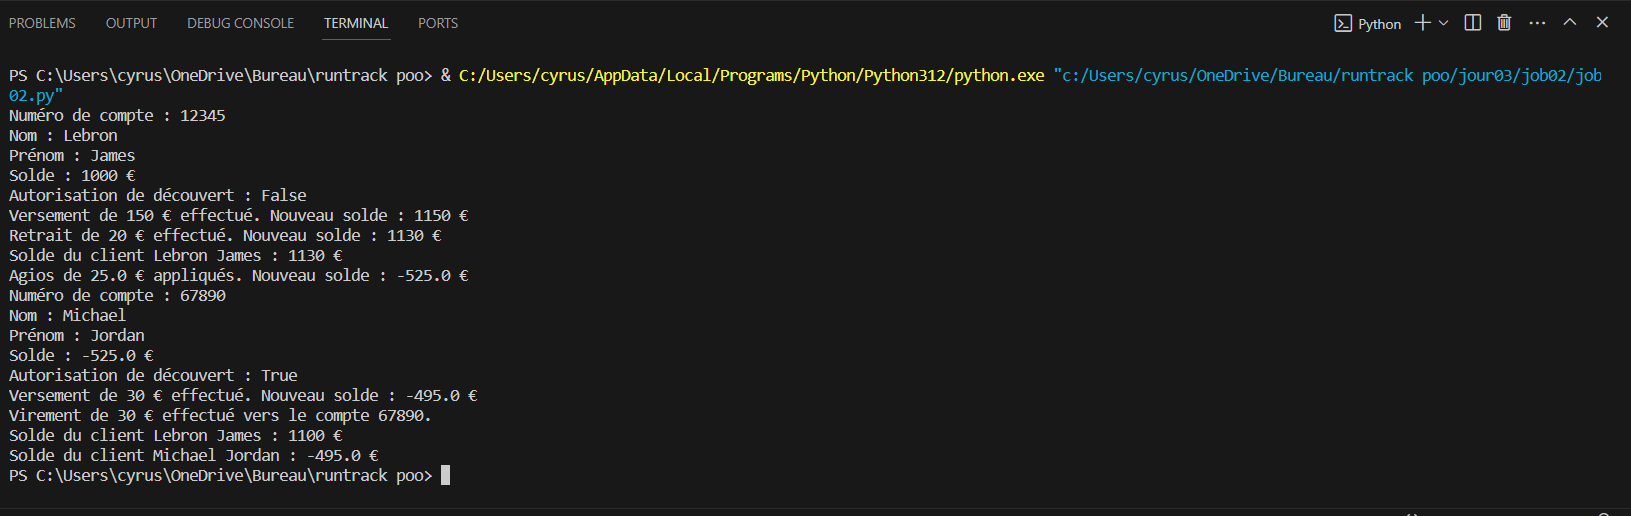 PROBLEMS OUTPUT DEBUG CONSOLE TERMINAL PORTS Python
PS C:\Users\cyrus\OneDrive\Bureau\runtrack poo> & C:/Users/cyrus/AppData/Local/Programs/Python/Python312/python.exe "c:/Users/cyrus/OneDrive/Bureau/runtrack poo/jour03/job02/job
02.py"
Numéro de compte : 12345
Nom : Lebron
Prénom : James
Solde : 1000 €
Autorisation de découvert : False
Versement de 150 € effectué. Nouveau solde : 1150 €
Retrait de 20 € effectué. Nouveau solde : 1130 €
Solde du client Lebron James : 1130 €
Agios de 25.0 € appliqués. Nouveau solde : -525.0 €
Numéro de compte : 67890
Nom : Michael
Prénom : Jordan
Solde : -525.0 €
Autorisation de découvert : True
Versement de 30 € effectué. Nouveau solde : -495.0 €
Virement de 30 € effectué vers le compte 67890.
Solde du client Lebron James : 1100 €
Solde du client Michael Jordan : -495.0 €
PS C:\Users\cyrus\OneDrive\Bureau\runtrack poo>